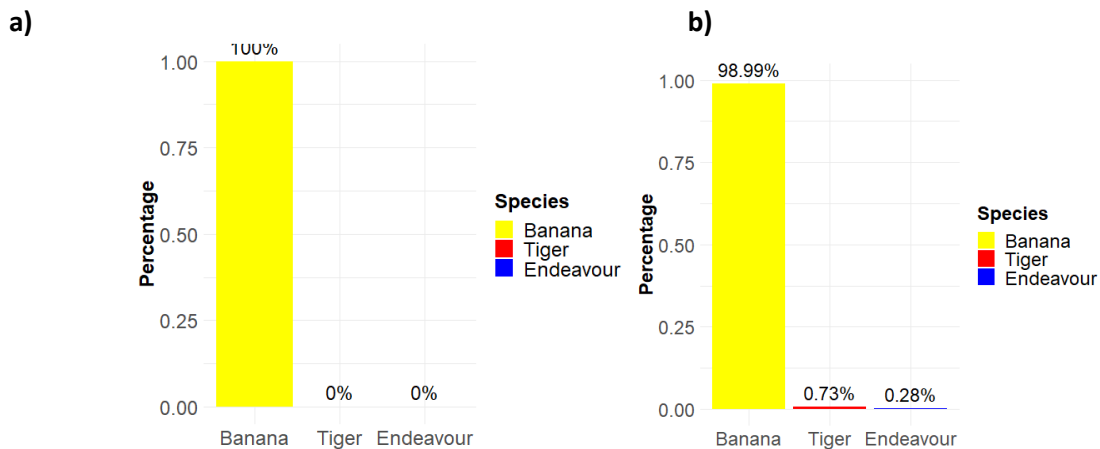 a)
100%
1.00
0.75
0.50
0.25
0.00
Percentage
0%
0%
Banana
Tiger
Endeavour
Species
Banana
Tiger
Endeavour
b)
98.99%
1.00
0.75
0.50
0.25
0.00
Percentage
0.73%
0.28%
Banana
Tiger
Endeavour
Species
Banana
Tiger
Endeavour